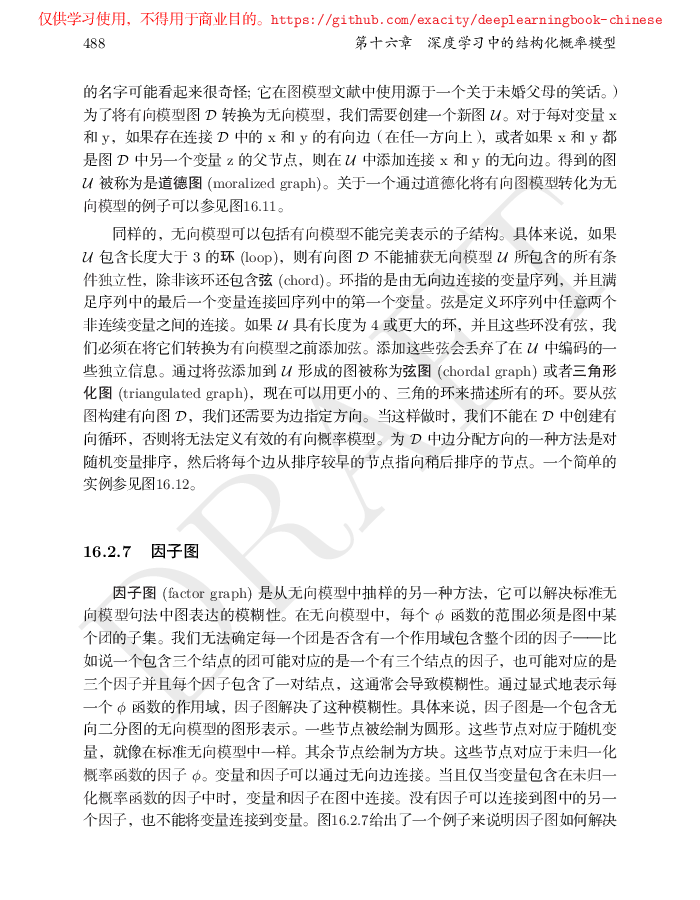 仅供学习使用，不得用于商业目的。https://github.com/exacity/deeplearningbook-chinese
488 第十六章 深度学习中的结构化概率模型
的名字可能看起来很奇怪; 它在图模型文献中使用源于一个关于未婚父母的笑话。)
为了将有向模型图 D 转换为无向模型，我们需要创建一个新图 U。对于每对变量 x
和 y，如果存在连接 D 中的 x 和 y 的有向边（在任一方向上），或者如果 x 和 y 都
是图 D 中另一个变量 z 的父节点，则在 U 中添加连接 x 和 y 的无向边。得到的图
U 被称为是道德图 (moralized graph)。关于一个通过道德化将有向图模型转化为无
向模型的例子可以参见图16.11。
同样的，无向模型可以包括有向模型不能完美表示的子结构。具体来说，如果
U 包含长度大于 3 的环 (loop)，则有向图 D 不能捕获无向模型 U 所包含的所有条
件独立性，除非该环还包含弦 (chord)。环指的是由无向边连接的变量序列，并且满
足序列中的最后一个变量连接回序列中的第一个变量。弦是定义环序列中任意两个
非连续变量之间的连接。如果 U 具有长度为 4 或更大的环，并且这些环没有弦，我
们必须在将它们转换为有向模型之前添加弦。添加这些弦会丢弃了在 U 中编码的一
些独立信息。通过将弦添加到 U 形成的图被称为弦图 (chordal graph) 或者三角形
化图 (triangulated graph)，现在可以用更小的、三角的环来描述所有的环。要从弦
图构建有向图 D，我们还需要为边指定方向。当这样做时，我们不能在 D 中创建有
向循环，否则将无法定义有效的有向概率模型。为 D 中边分配方向的一种方法是对
随机变量排序，然后将每个边从排序较早的节点指向稍后排序的节点。一个简单的
实例参见图16.12。
16.2.7 因子图
因子图 (factor graph) 是从无向模型中抽样的另一种方法，它可以解决标准无
向模型句法中图表达的模糊性。在无向模型中，每个 ϕ 函数的范围必须是图中某
个团的子集。我们无法确定每一个团是否含有一个作用域包含整个团的因子——比
如说一个包含三个结点的团可能对应的是一个有三个结点的因子，也可能对应的是
三个因子并且每个因子包含了一对结点，这通常会导致模糊性。通过显式地表示每
一个 ϕ 函数的作用域，因子图解决了这种模糊性。具体来说，因子图是一个包含无
向二分图的无向模型的图形表示。一些节点被绘制为圆形。这些节点对应于随机变
量，就像在标准无向模型中一样。其余节点绘制为方块。这些节点对应于未归一化
概率函数的因子 ϕ。变量和因子可以通过无向边连接。当且仅当变量包含在未归一
化概率函数的因子中时，变量和因子在图中连接。没有因子可以连接到图中的另一
个因子，也不能将变量连接到变量。图16.2.7给出了一个例子来说明因子图如何解决
DRAFT